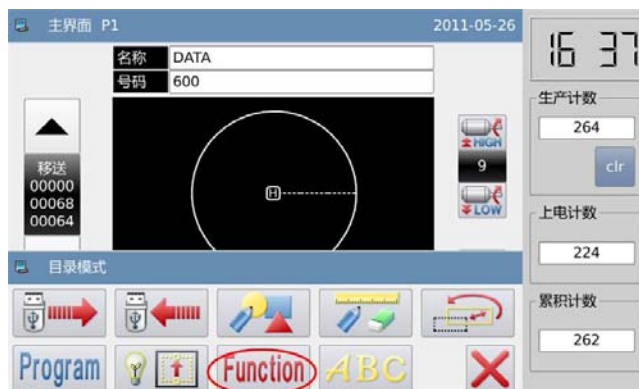 主界面 P1
2011-05-26
16 37
名称 DATA
号码 600
生产计数
264
clr
移送
00000
00068
00064
HIGH
9
LOW
H
上电计数
224
目录模式
累积计数
262
Program
Function
ABC